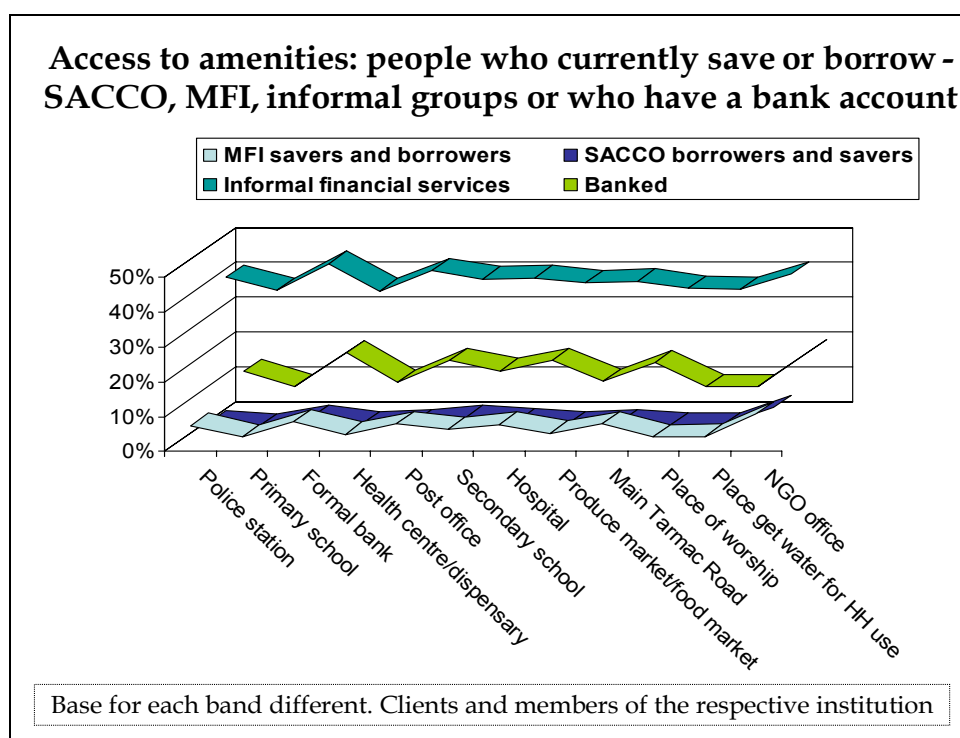 Access to amenities: people who currently save or borrow -
SACCO, MFI, informal groups or who have a bank account
MFI savers and borrowers
SACCO borrowers and savers
Informal financial services
Banked
50%
40%
30%
20%
10%
0%
Police station
Primary school
Formal bank
Health centre/dispensary
Post office
Secondary school
Hospital
Produce market/food market
Main Tarmac Road
Place of worship
Place get water for HH use
NGO office
Base for each band different. Clients and members of the respective institution